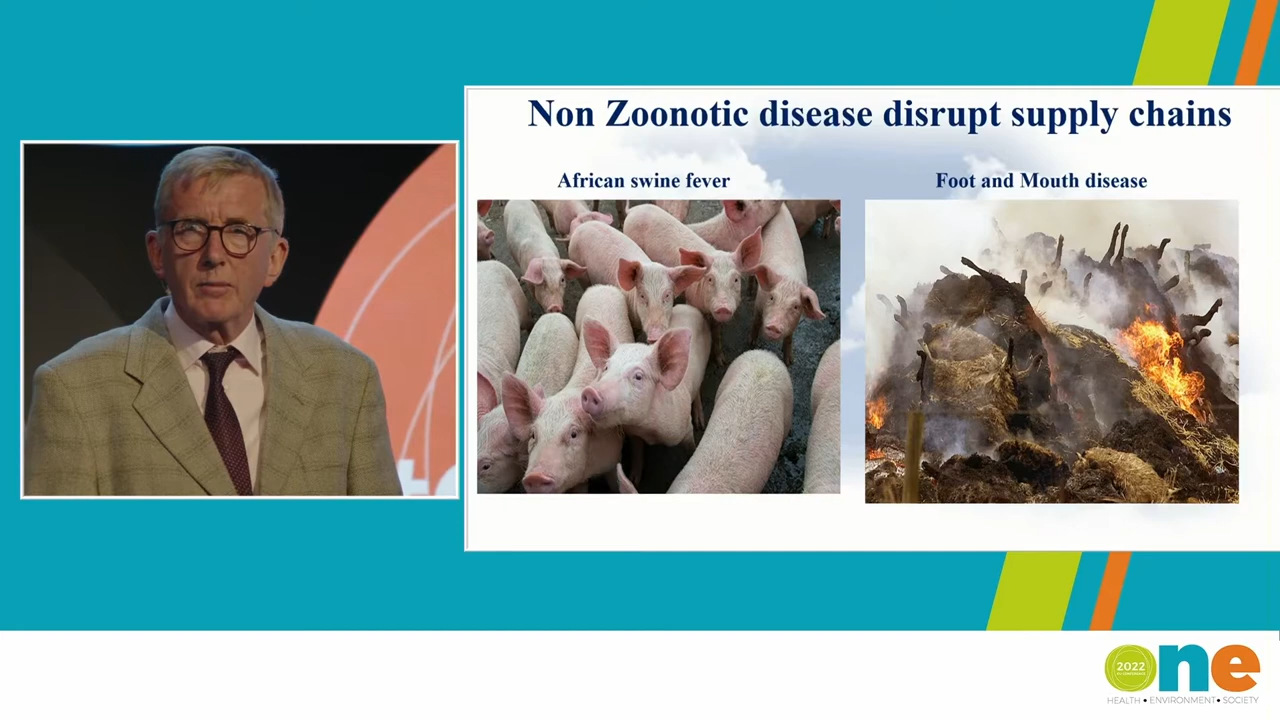 Non Zoonotic disease disrupt supply chains
African swine fever
Foot and Mouth disease
2022
one
HEALTH • ENVIRONMENT • SOCIETY